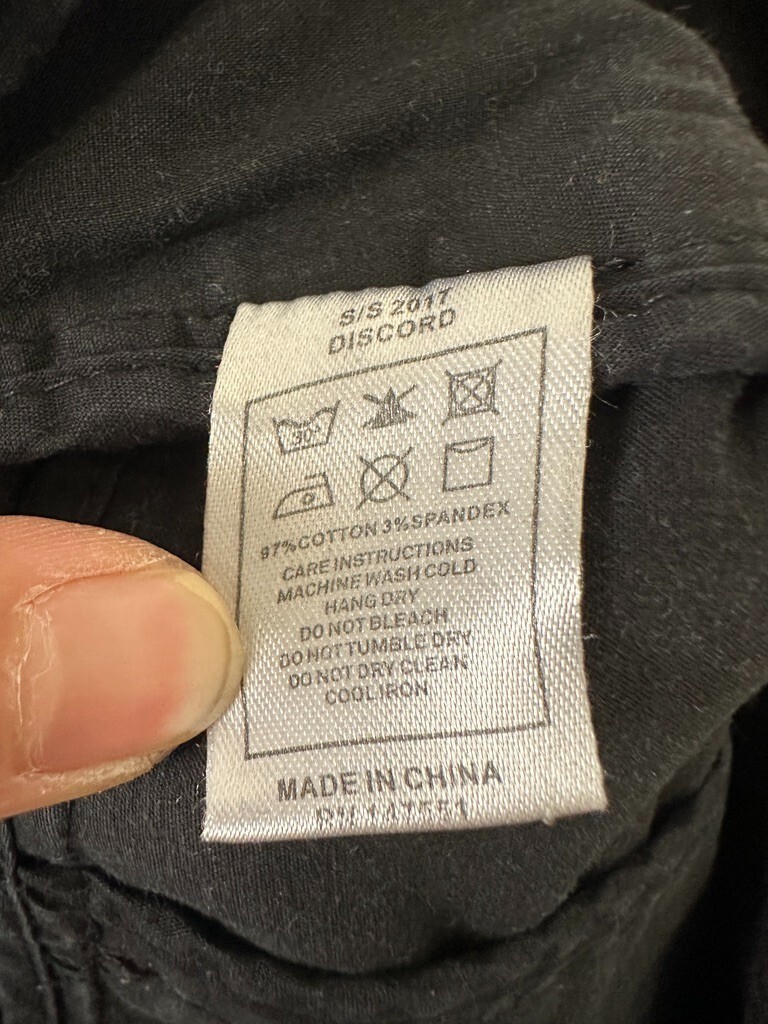 S/S 2017
DISCORD
30°
97%COTTON 3%SPANDEX
CARE INSTRUCTIONS
MACHINE WASH COLD
HANG DRY
DO NOT BLEACH
DO NOT TUMBLE DRY
DO NOT DRY CLEAN
COOL IRON
MADE IN CHINA